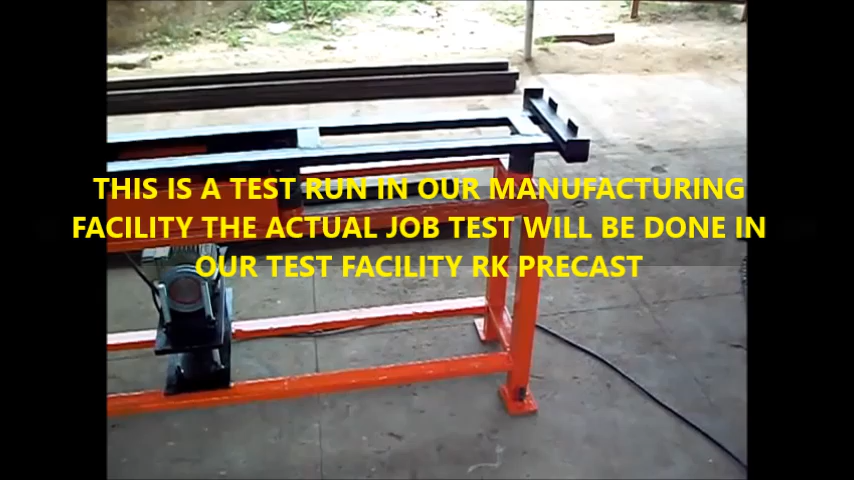 THIS IS A TEST RUN IN OUR MANUFACTURING
FACILITY THE ACTUAL JOB TEST WILL BE DONE IN
OUR TEST FACILITY RK PRECAST